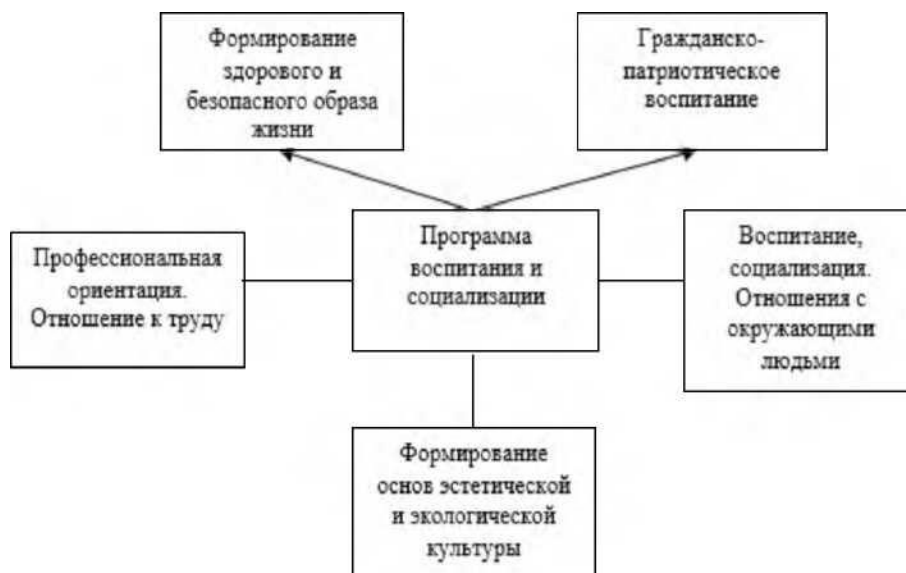 Формирование
здорового и
безопасного образа
жизни
Гражданско-
патриотическое
воспитание
Профессиональная
ориентация.
Отношение к труду
Программа
воспитания и
социализации
Воспитание,
социализация.
Отношения с
окружающими
людьми
Формирование
основ эстетической
и экологической
культуры